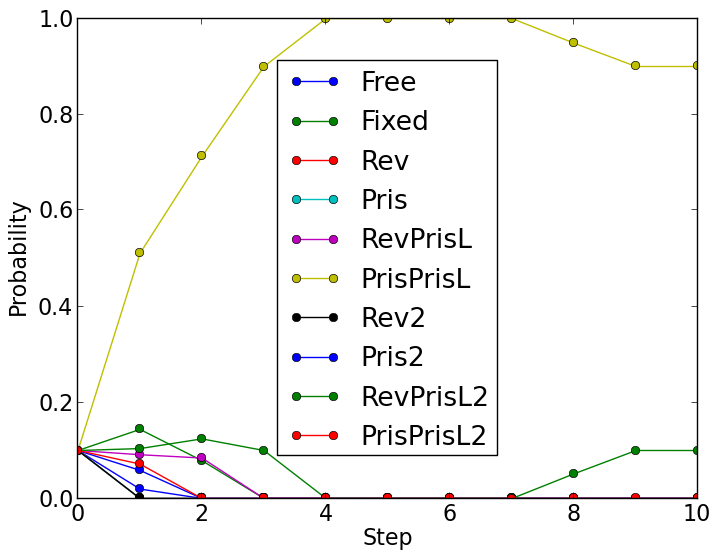 1.0
0.8
0.6
0.4
0.2
0.0
Probability
Free
Fixed
Rev
Pris
RevPrisL
PrisPrisL
Rev2
Pris2
RevPrisL2
PrisPrisL2
0 2 4 6 8 10
Step